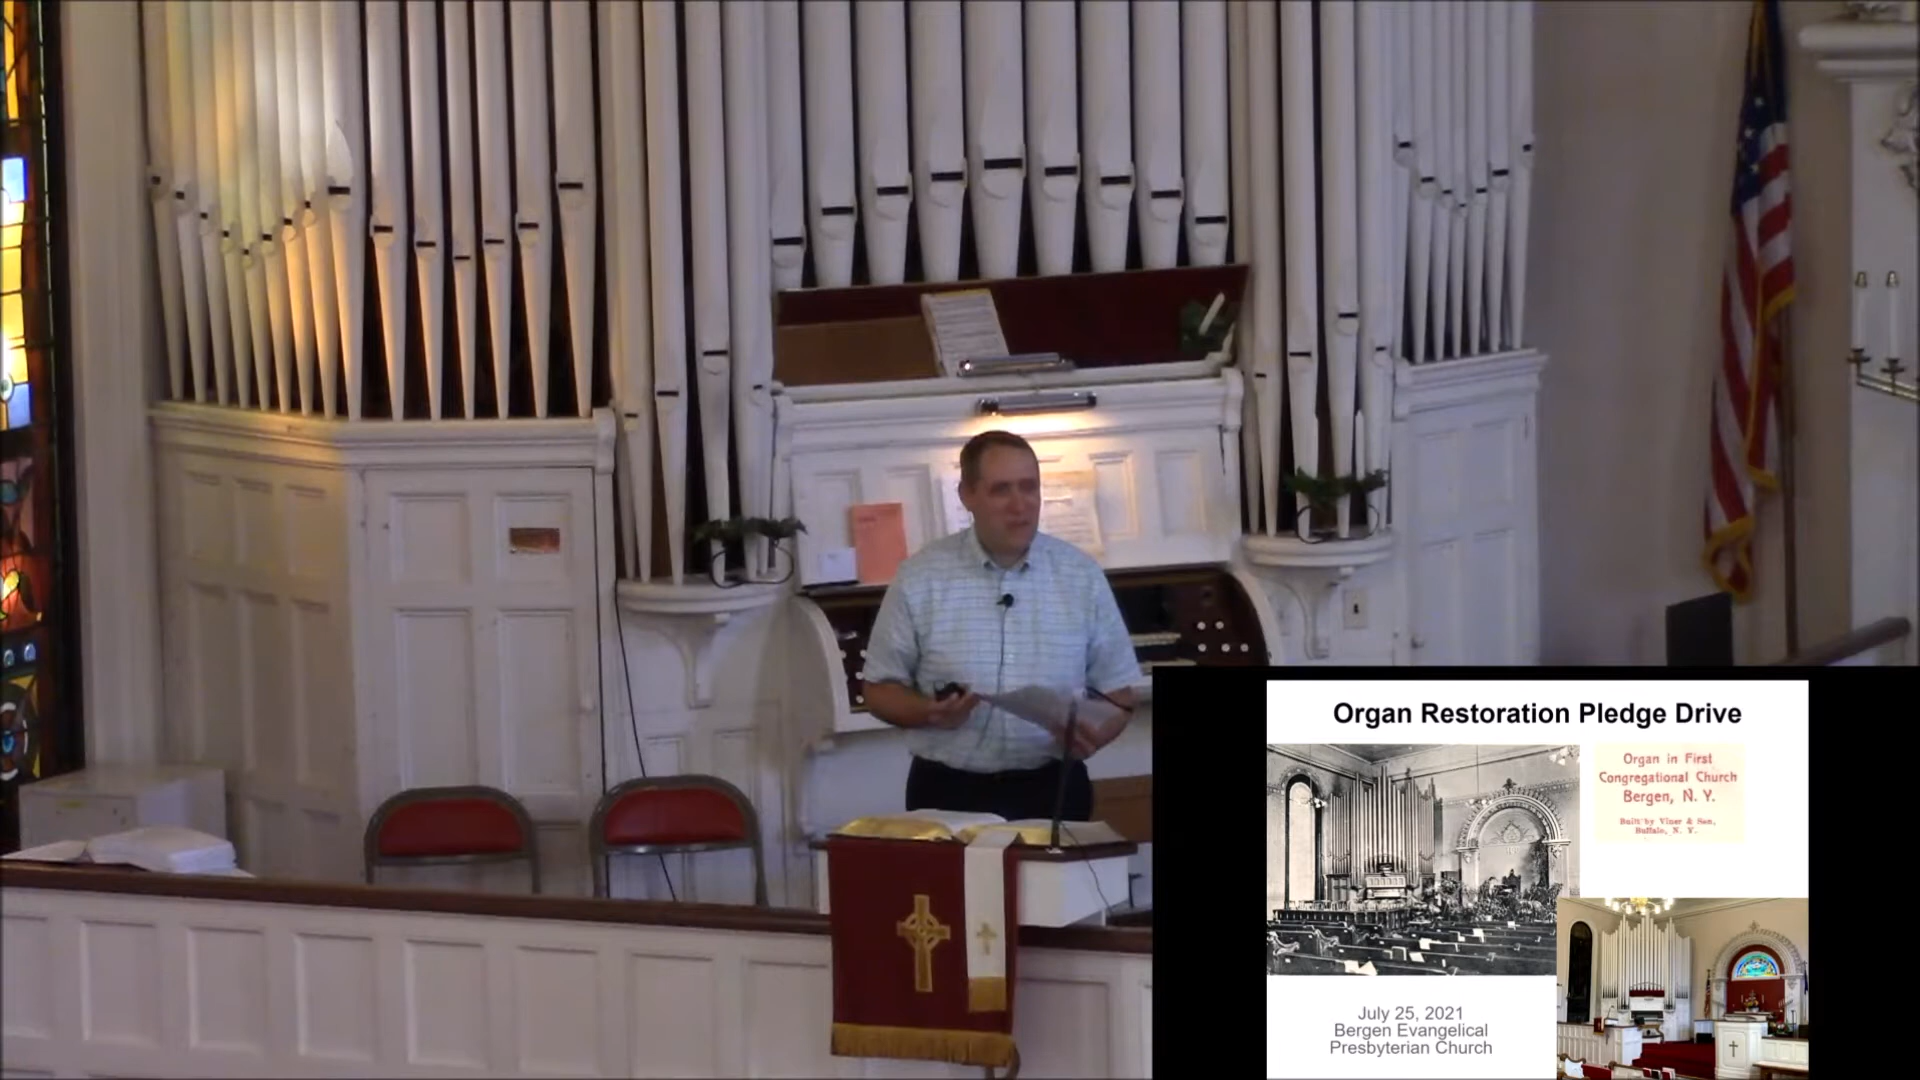 Organ Restoration Pledge Drive
Organ in First
Congregational Church
Bergen, N. Y.
Built by Viner & Son,
Buffalo, N. Y.
July 25, 2021
Bergen Evangelical
Presbyterian Church